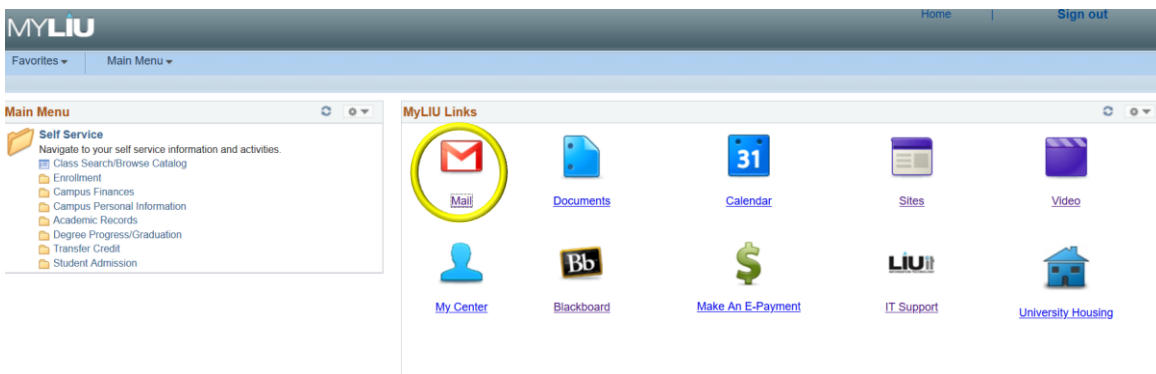 Home | Sign out
MYLIU
Favorites Main Menu
Main Menu
Self Service
Navigate to your self service information and activities.
Class Search/Browse Catalog
Enrollment
Campus Finances
Campus Personal Information
Academic Records
Degree Progress/Graduation
Transfer Credit
Student Admission
MyLIU Links
31
Mail Documents Calendar Sites Video
Bb
$
LIUit
My Center Blackboard Make An E-Payment IT Support University Housing